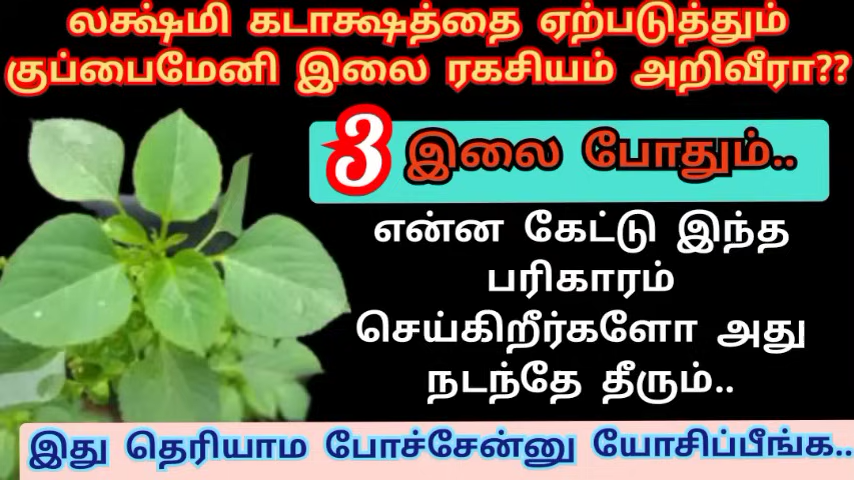 லக்ஷ்மி கடாக்ஷத்தை ஏற்படுத்தும்
குப்பைமேனி இலை ரகசியம் அறிவீரா??
3 இலை போதும்..
என்ன கேட்டு இந்த
பரிகாரம்
செய்கிறீர்களோ அது
நடந்தே தீரும்..
இது தெரியாம போச்சேன்னு யோசிப்பீங்க..